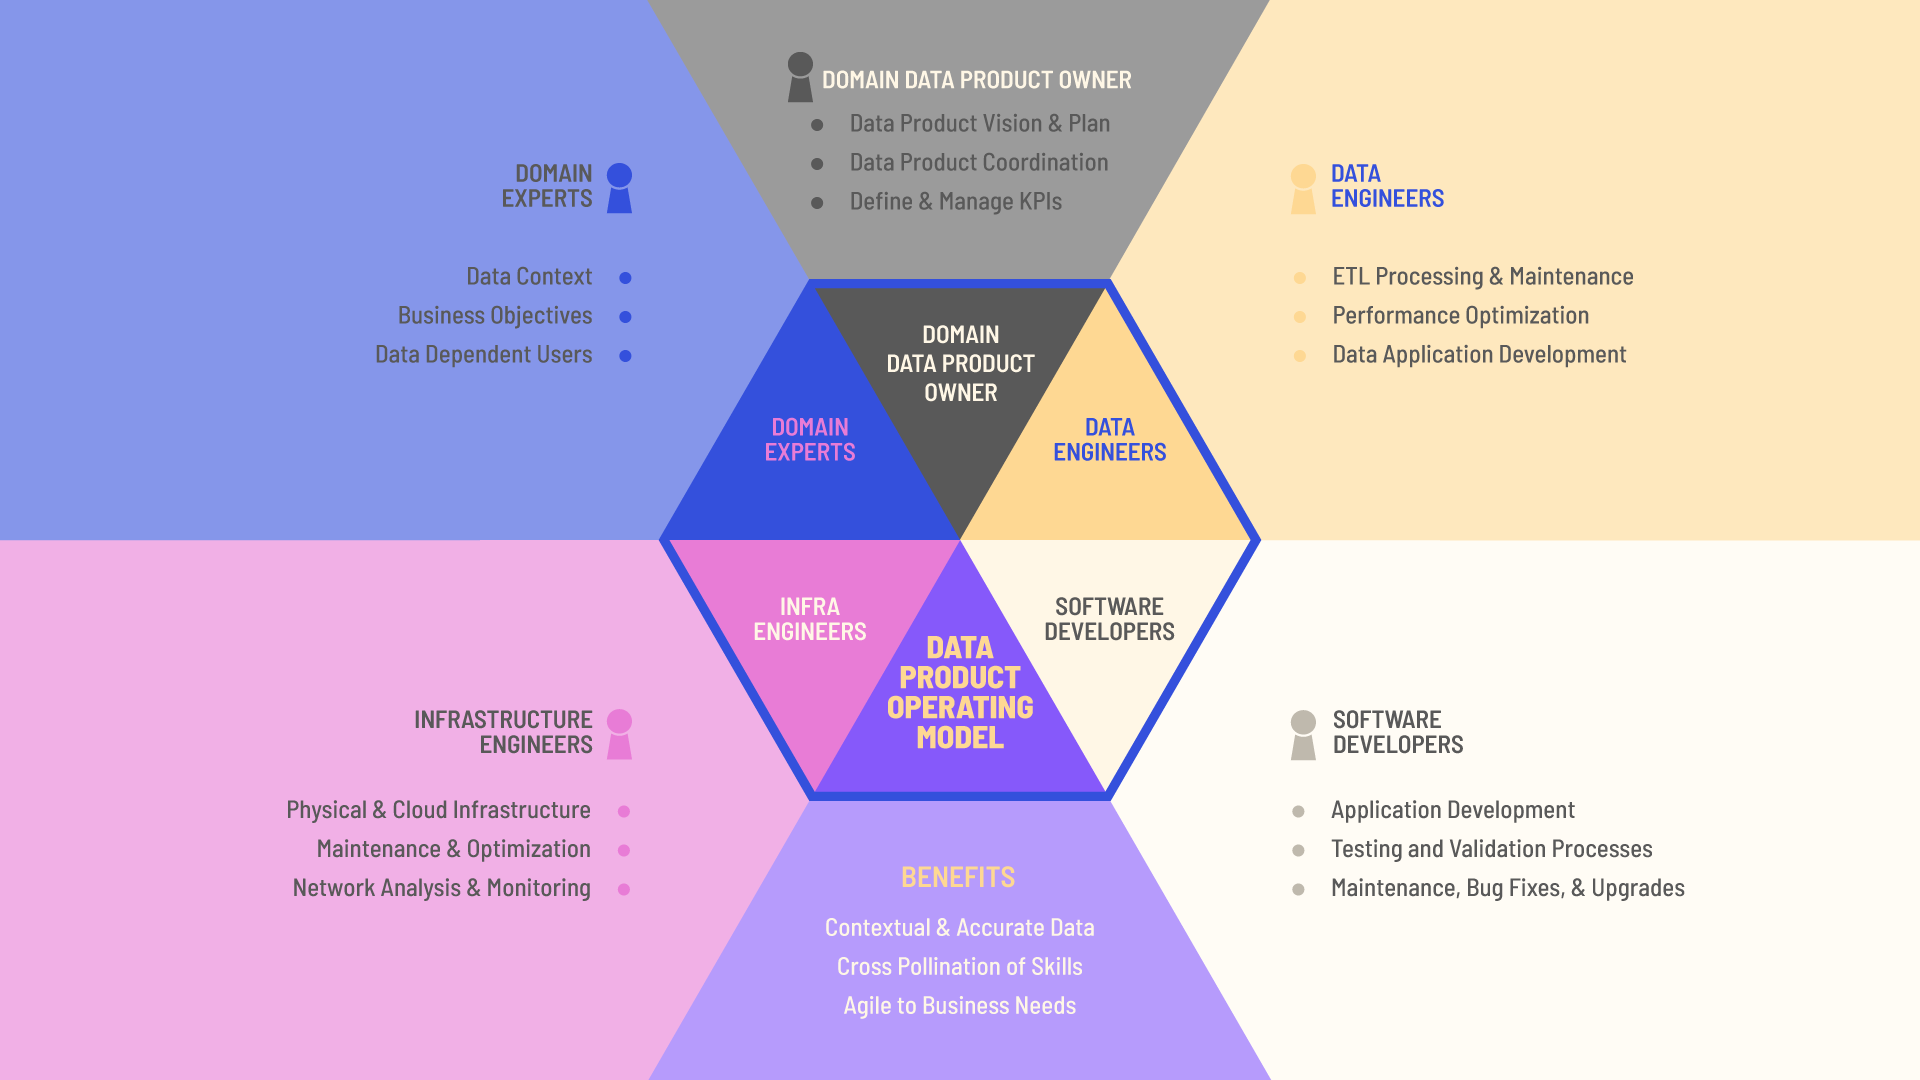 DOMAIN DATA PRODUCT OWNER
Data Product Vision & Plan
Data Product Coordination
Define & Manage KPIs
DOMAIN
EXPERTS
Data Context
Business Objectives
Data Dependent Users
DATA
ENGINEERS
ETL Processing & Maintenance
Performance Optimization
Data Application Development
DOMAIN
DATA PRODUCT
OWNER
DOMAIN
EXPERTS
DATA
ENGINEERS
INFRA
ENGINEERS
DATA
PRODUCT
OPERATING
MODEL
SOFTWARE
DEVELOPERS
INFRASTRUCTURE
ENGINEERS
Physical & Cloud Infrastructure
Maintenance & Optimization
Network Analysis & Monitoring
SOFTWARE
DEVELOPERS
Application Development
Testing and Validation Processes
Maintenance, Bug Fixes, & Upgrades
BENEFITS
Contextual & Accurate Data
Cross Pollination of Skills
Agile to Business Needs